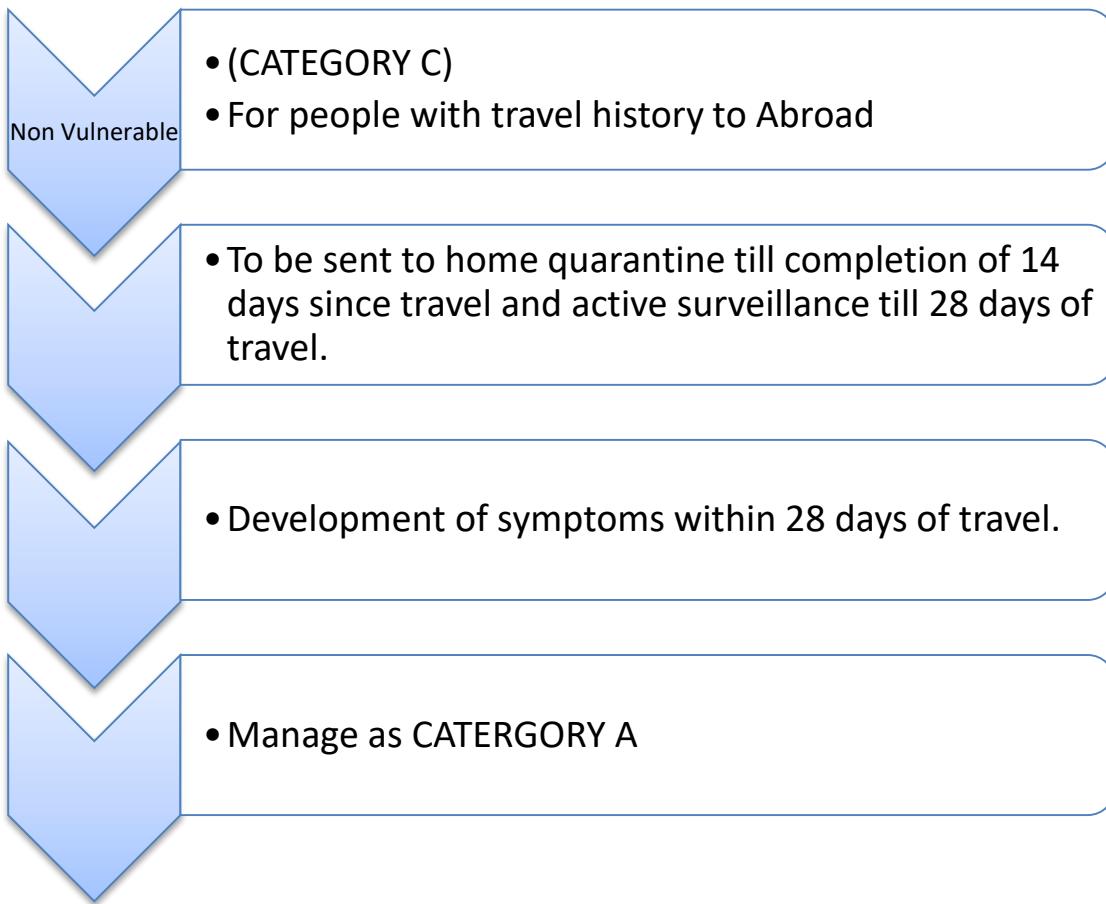 Non Vulnerable
•(CATEGORY C)
•For people with travel history to Abroad
•To be sent to home quarantine till completion of 14
days since travel and active surveillance till 28 days of
travel.
•Development of symptoms within 28 days of travel.
•Manage as CATERGORY A